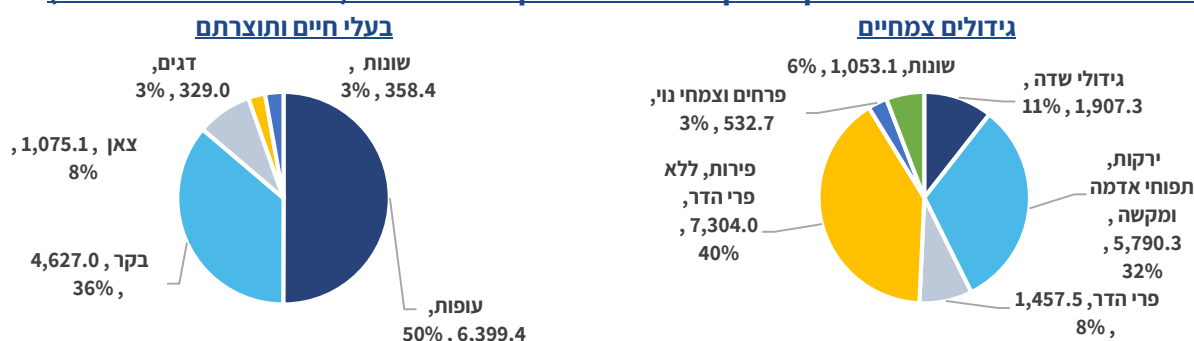 גידולים צמחיים
גידולי שדה ,
1,907.3 , 11%
ירקות,
תפוחי אדמה
ומקשה ,
5,790.3 ,
32%
פרי הדר, 1,457.5
, 8%
פירות, ללא
פרי הדר,
7,304.0 ,
40%
פרחים וצמחי נוי,
532.7 , 3%
שונות, 1,053.1 , 6%
בעלי חיים ותוצרתם
עופות,
6,399.4 , 50%
בקר , 4,627.0
, 36%
צאן , 1,075.1 ,
8%
דגים,
329.0 , 3%
שונות ,
358.4 , 3%